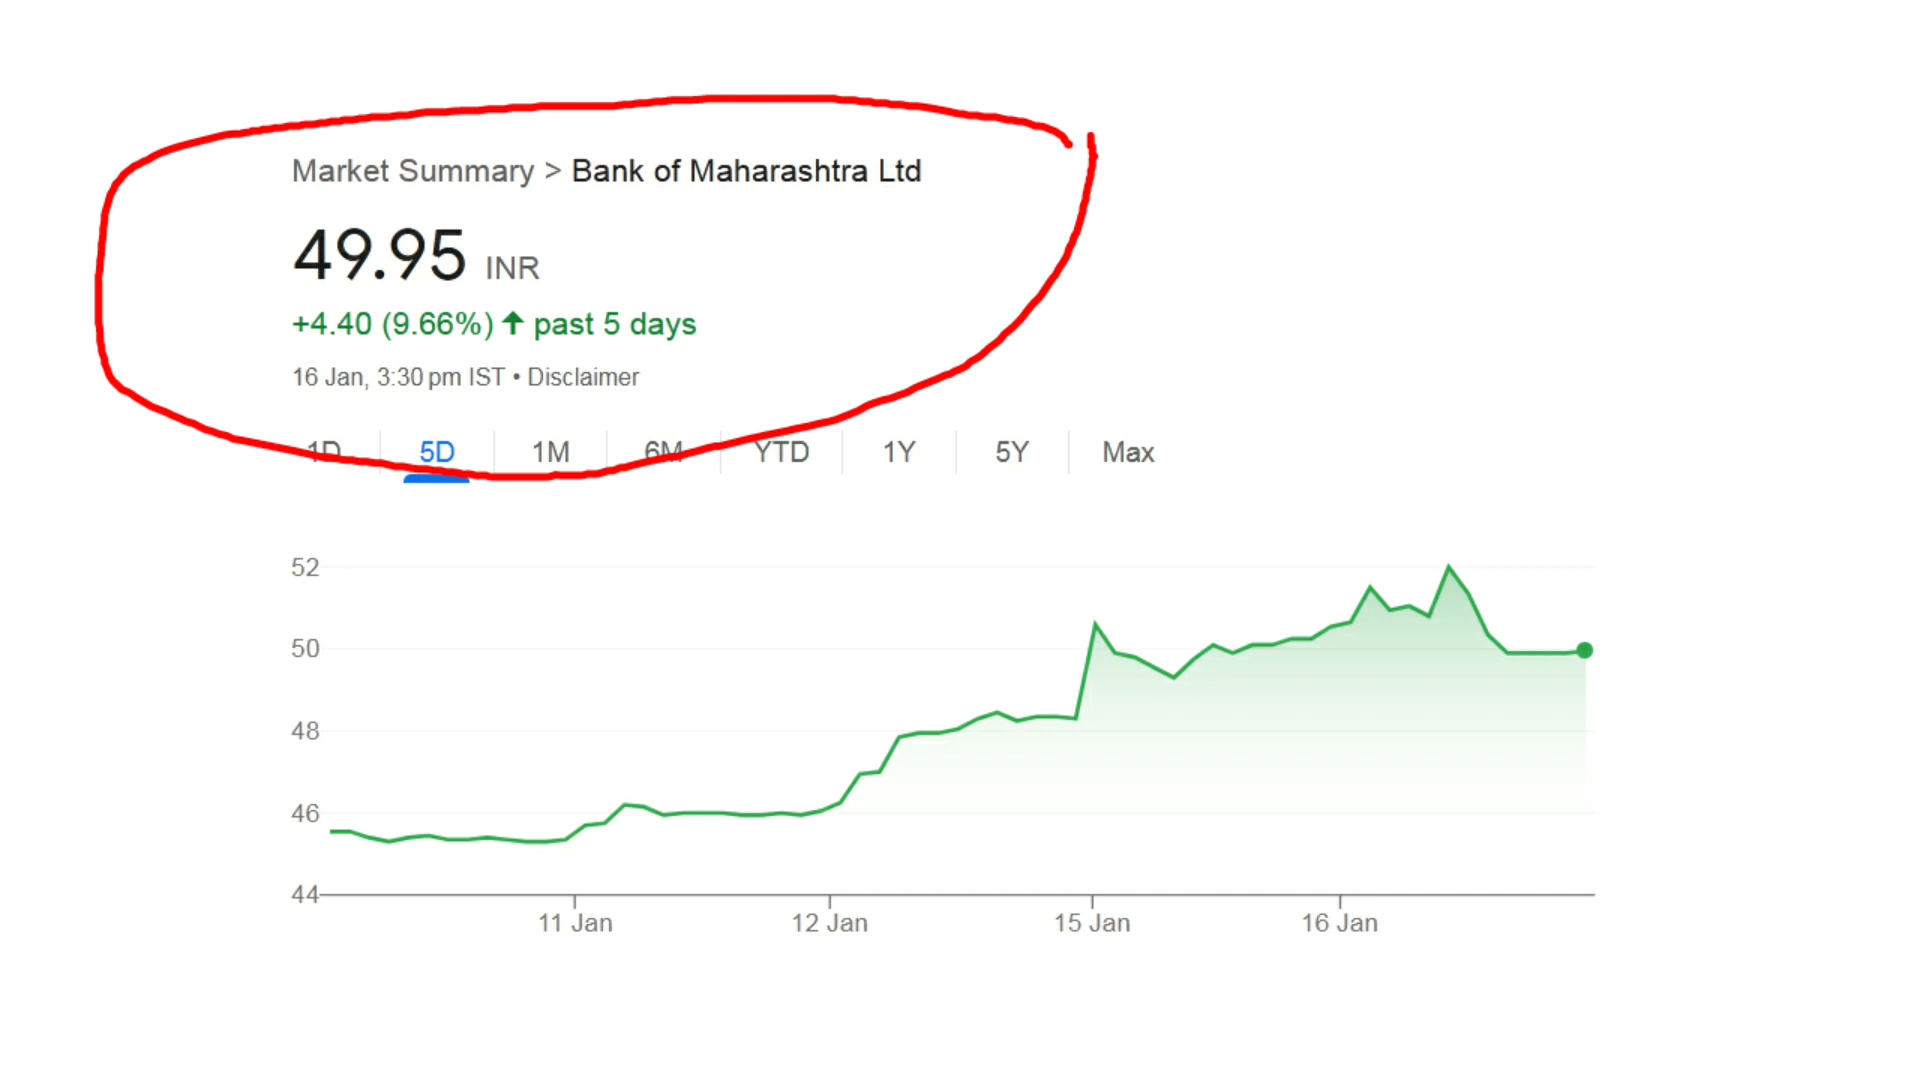 Market Summary > Bank of Maharashtra Ltd
49.95 INR
+4.40 (9.66%) ↑ past 5 days
16 Jan, 3:30 pm IST • Disclaimer
1D 5D 1M 6M YTD 1Y 5Y Max
52
50
48
46
44
11 Jan 12 Jan 15 Jan 16 Jan